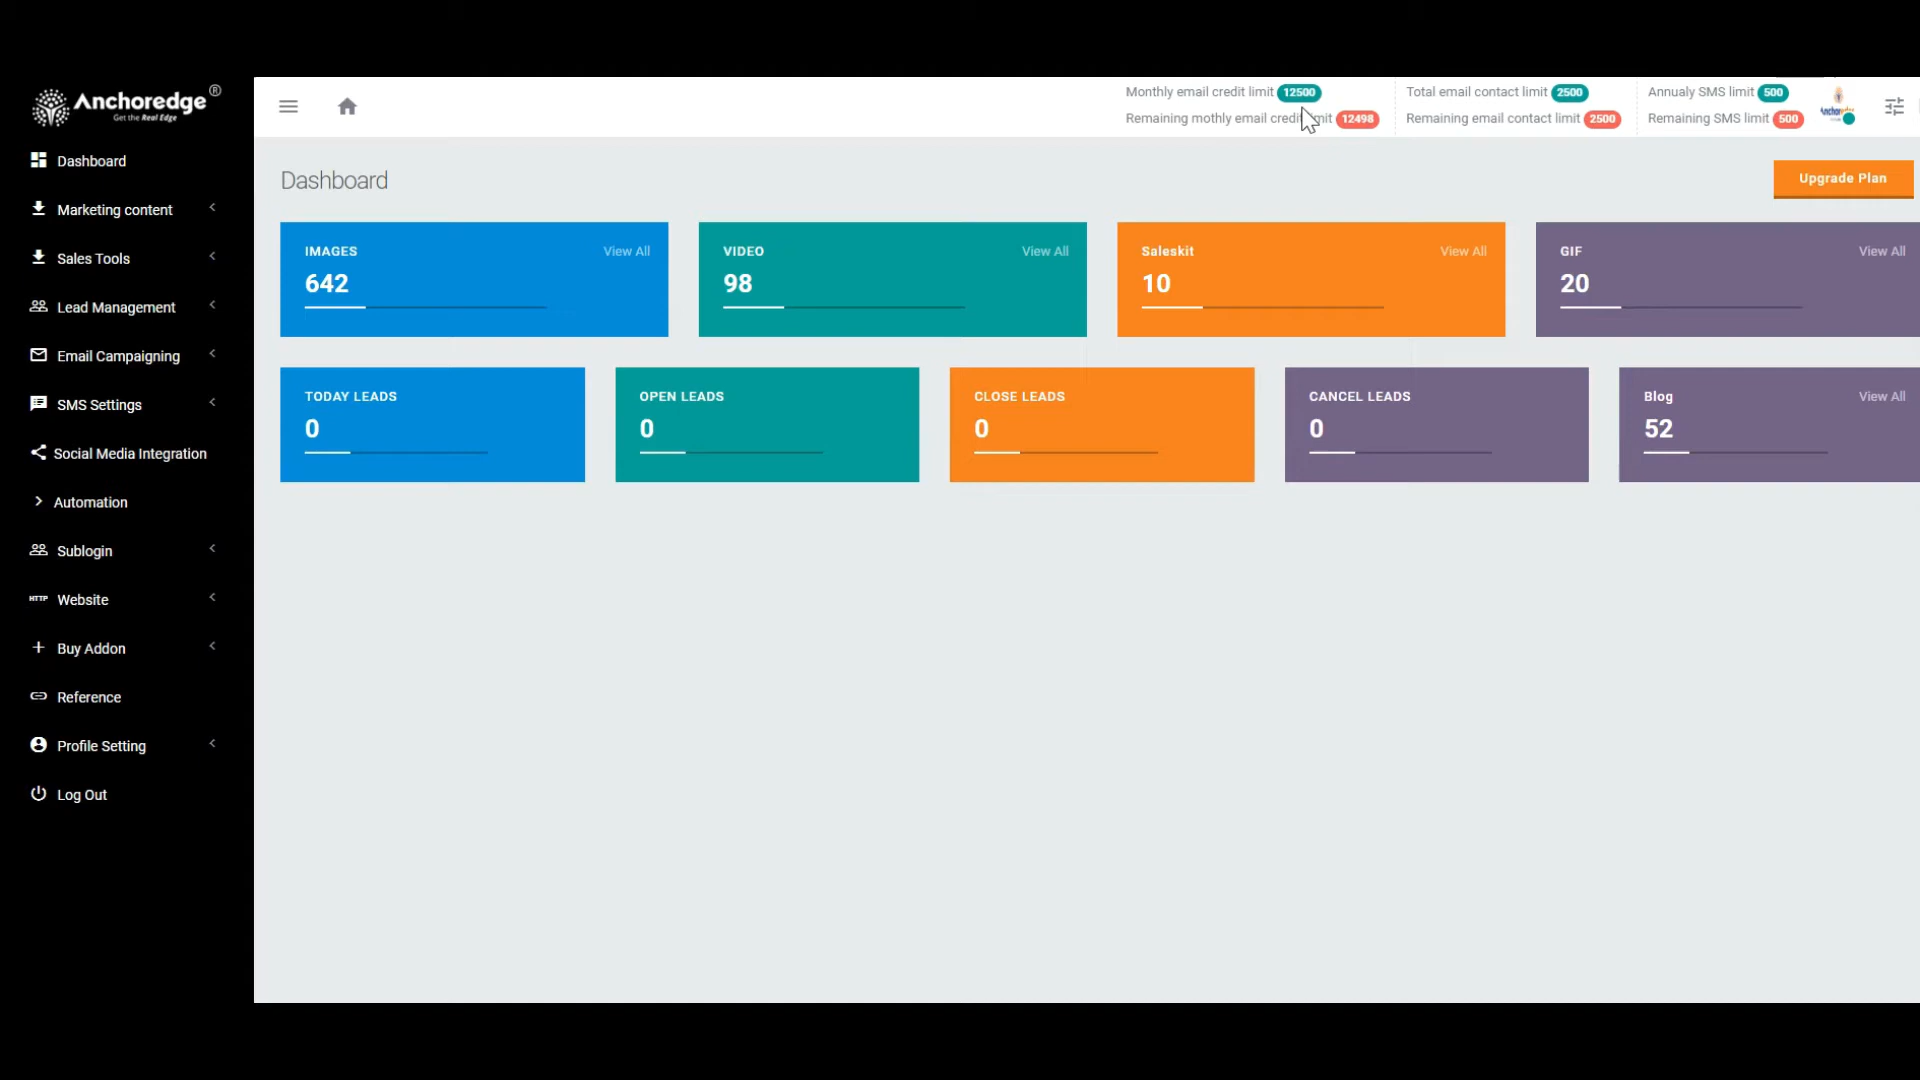 Anchoredge®
Get the Real Edge
Dashboard
Marketing content
Sales Tools
Lead Management
Email Campaigning
SMS Settings
Social Media Integration
Automation
Sublogin
HTTP Website
Buy Addon
Reference
Profile Setting
Log Out
Monthly email credit limit 12500
Remaining mothly email credit limit 12498
Total email contact limit 2500
Remaining email contact limit 2500
Annualy SMS limit 500
Remaining SMS limit 500
Dashboard
Upgrade Plan
IMAGES View All
642
VIDEO View All
98
Saleskit View All
10
GIF View All
20
TODAY LEADS
0
OPEN LEADS
0
CLOSE LEADS
0
CANCEL LEADS
0
Blog View All
52